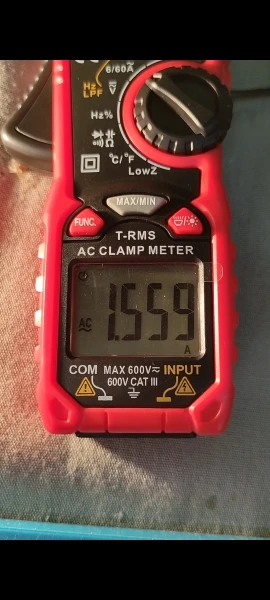 6/60A
Hz
LPF
V
Hz%
Ω
°C/°F
LowZ
MAX/MIN
FUNC.
T-RMS
AC CLAMP METER
AC
1.559
A
COM MAX 600V≂ INPUT
600V CAT III